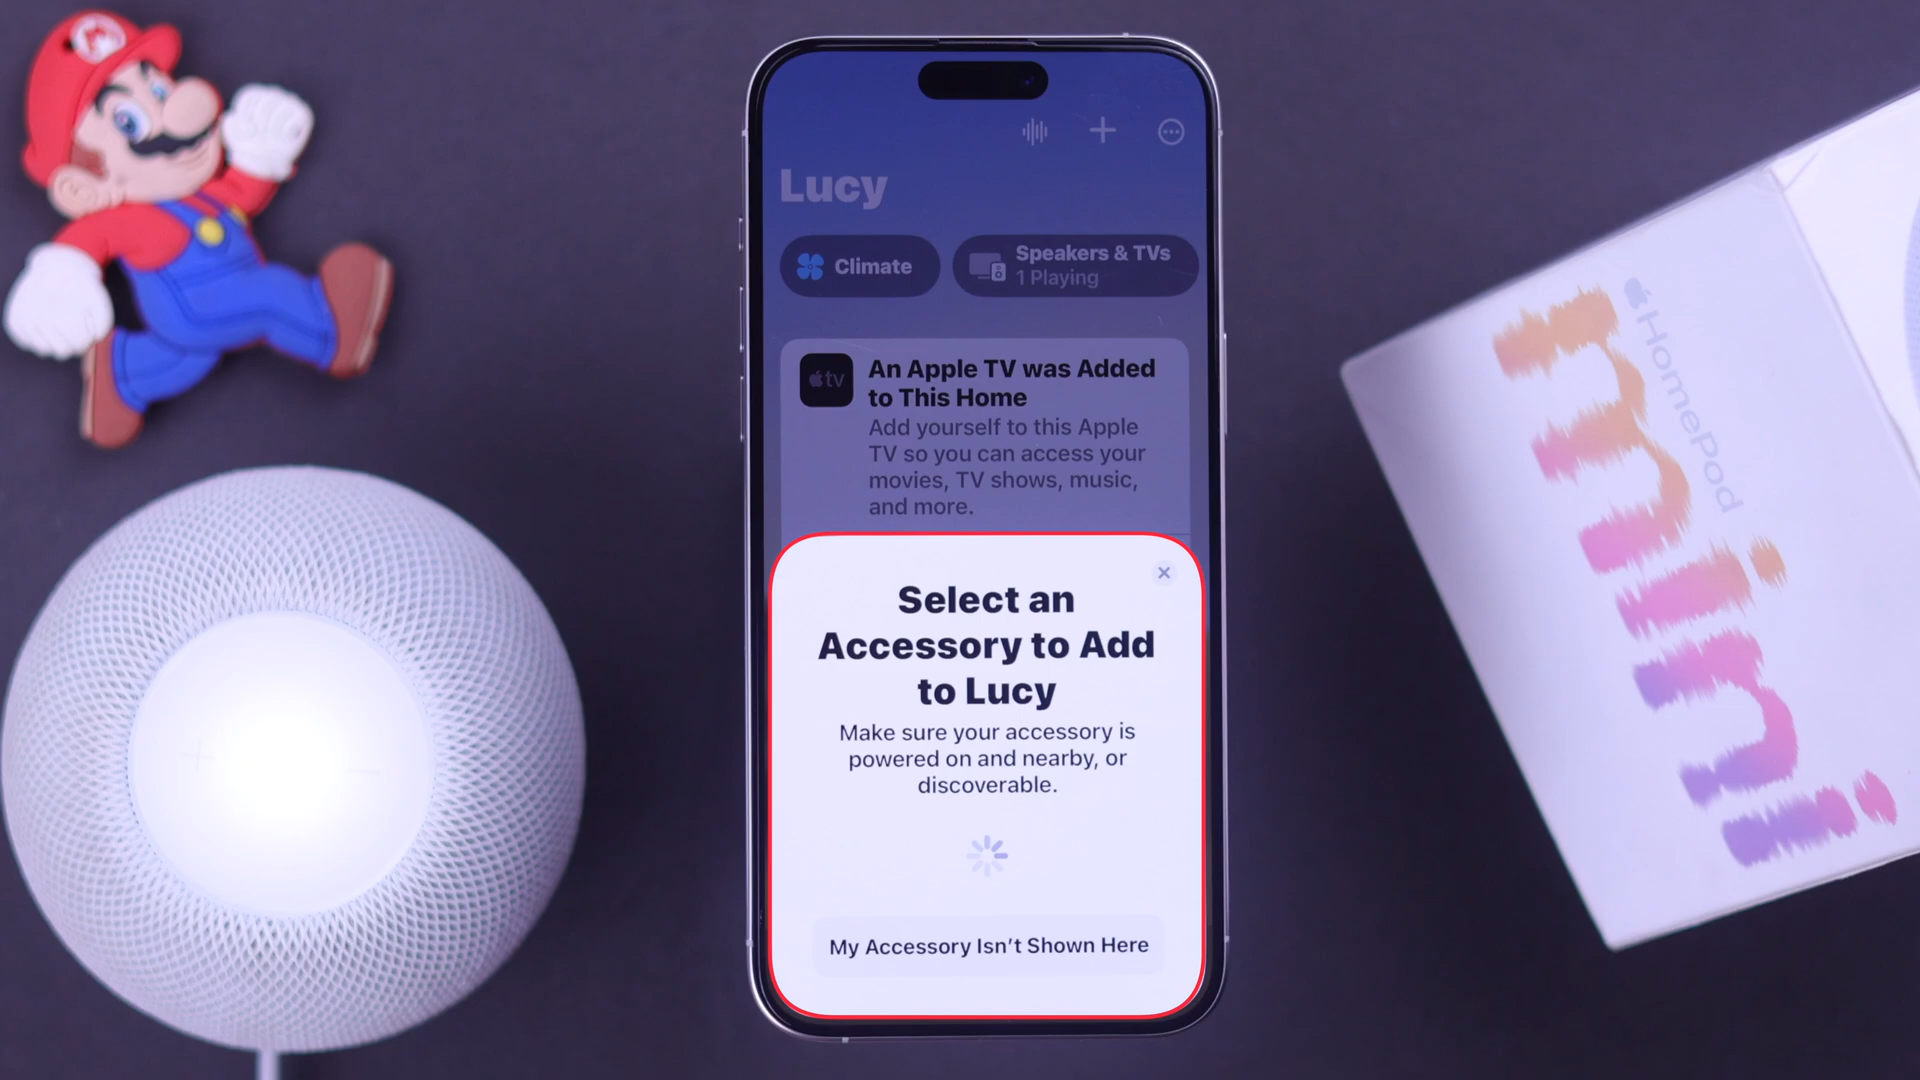 M
Lucy
Climate
Speakers & TVs
1 Playing
tv
An Apple TV was Added
to This Home
Add yourself to this Apple
TV so you can access your
movies, TV shows, music,
and more.
Select an
Accessory to Add
to Lucy
Make sure your accessory is
powered on and nearby, or
discoverable.
My Accessory Isn't Shown Here
HomePod
mini